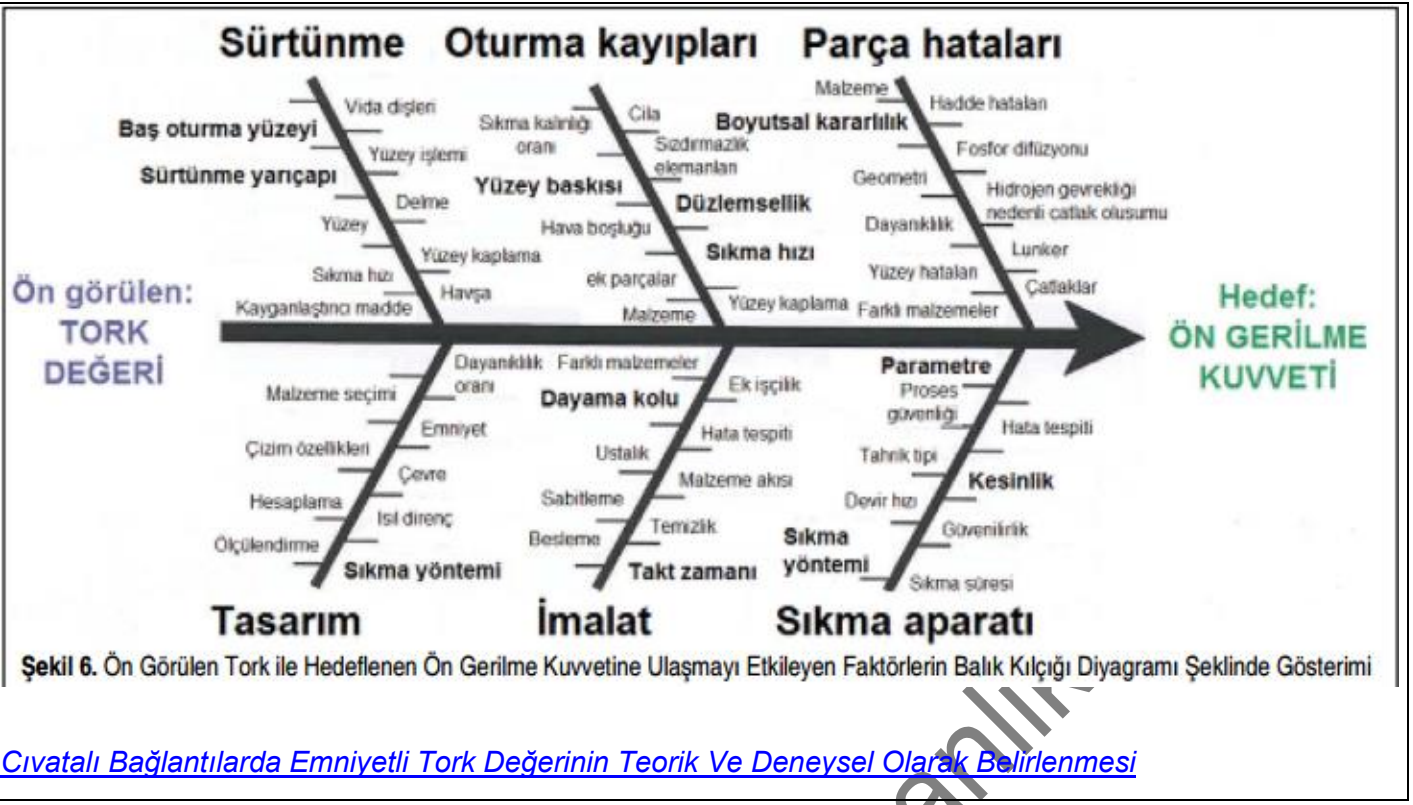 Sürtünme Oturma kayıpları Parça hataları
Vida dişleri
Baş oturma yüzeyi
Yüzey işlemi
Sürtünme yarıçapı
Delme
Yüzey
Yüzey kaplama
Sıkma hızı
Havşa
Kayganlaştırıcı madde
Cila
Sıkma kalınlığı
oranı
Sızdırmazlık
elemanları
Yüzey baskısı
Düzlemsellik
Hava boşluğu
Sıkma hızı
ek parçalar
Yüzey kaplama
Malzeme
Malzeme
Hadde hataları
Boyutsal kararlılık
Fosfor difüzyonu
Geometri
Hidrojen gevrekliği
nedenli çatlak oluşumu
Dayanıklılık
Lunker
Yüzey hataları
Çatlaklar
Farklı malzemeler
Ön görülen:
TORK
DEĞERİ
Hedef:
ÖN GERİLME
KUVVETİ
Dayanıklılık
oranı
Malzeme seçimi
Emniyet
Çizim özellikleri
Çevre
Hesaplama
Isıl direnç
Ölçülendirme
Sıkma yöntemi
Farklı malzemeler
Ek işçilik
Dayama kolu
Hata tespiti
Ustalık
Malzeme akışı
Sabitleme
Temizlik
Besleme
Takt zamanı
Parametre
Proses
güvenliği
Hata tespiti
Tahrik tipi
Kesinlik
Devir hızı
Güvenilirlik
Sıkma
yöntemi
Sıkma süresi
Tasarım İmalat Sıkma aparatı
Şekil 6. Ön Görülen Tork ile Hedeflenen Ön Gerilme Kuvvetine Ulaşmayı Etkileyen Faktörlerin Balık Kılçığı Diyagramı Şeklinde Gösterimi
Cıvatalı Bağlantılarda Emniyetli Tork Değerinin Teorik Ve Deneysel Olarak Belirlenmesi